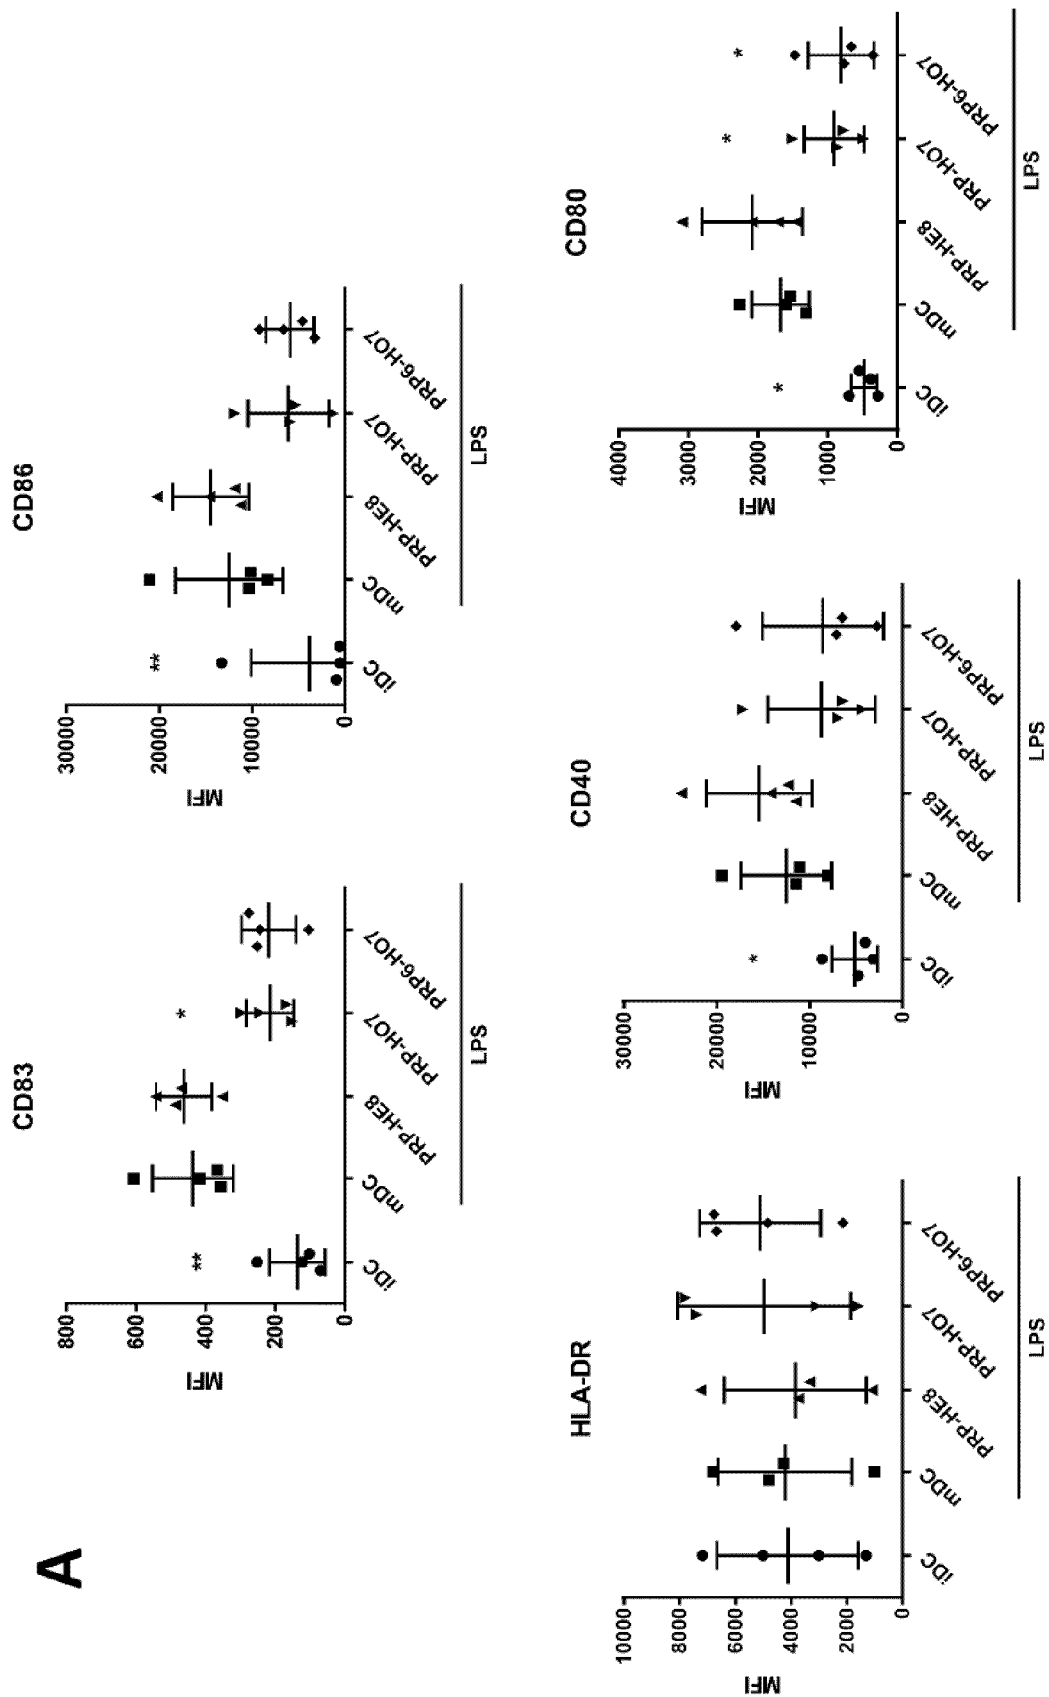 A
CD83
MFI
800
600
400
200
0
**
*
iDC
mDC
PRP-HE8
PRP-HO7
PRP6-HO7
LPS
CD86
MFI
30000
20000
10000
0
**
iDC
mDC
PRP-HE8
PRP-HO7
PRP6-HO7
LPS
HLA-DR
MFI
10000
8000
6000
4000
2000
0
iDC
mDC
PRP-HE8
PRP-HO7
PRP6-HO7
LPS
CD40
MFI
30000
20000
10000
0
*
iDC
mDC
PRP-HE8
PRP-HO7
PRP6-HO7
LPS
CD80
MFI
4000
3000
2000
1000
0
*
*
*
iDC
mDC
PRP-HE8
PRP-HO7
PRP6-HO7
LPS